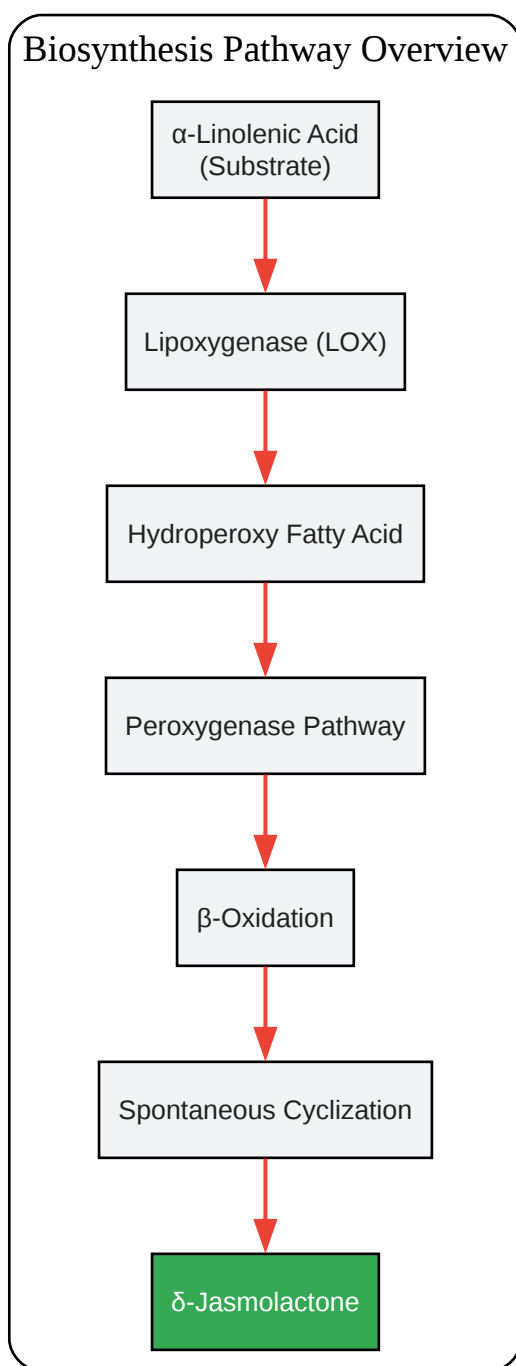 Biosynthesis Pathway Overview
α-Linolenic Acid
(Substrate)
Lipoxygenase (LOX)
Hydroperoxy Fatty Acid
Peroxygenase Pathway
β-Oxidation
Spontaneous Cyclization
δ-Jasmolactone